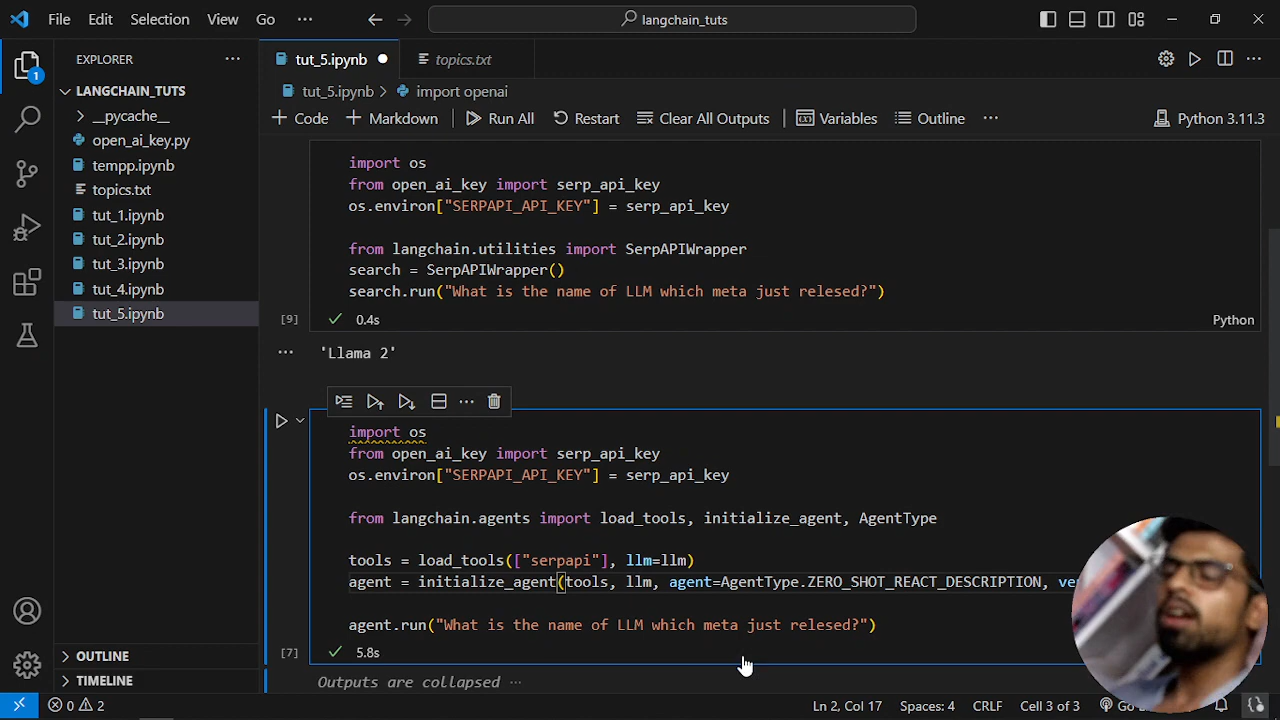 File Edit Selection View Go ··· langchain_tuts
EXPLORER ···
tut_5.ipynb topics.txt
1
LANGCHAIN_TUTS
tut_5.ipynb > import openai
__pycache__
+ Code + Markdown Run All Restart Clear All Outputs Variables Outline ··· Python 3.11.3
open_ai_key.py
tempp.ipynb
topics.txt
tut_1.ipynb
tut_2.ipynb
tut_3.ipynb
tut_4.ipynb
tut_5.ipynb
import os
from open_ai_key import serp_api_key
os.environ["SERPAPI_API_KEY"] = serp_api_key
from langchain.utilities import SerpAPIWrapper
search = SerpAPIWrapper()
search.run("What is the name of LLM which meta just relesed?")
[9] 0.4s Python
··· 'Llama 2'
import os
from open_ai_key import serp_api_key
os.environ["SERPAPI_API_KEY"] = serp_api_key
from langchain.agents import load_tools, initialize_agent, AgentType
tools = load_tools(["serpapi"], llm=llm)
agent = initialize_agent(tools, llm, agent=AgentType.ZERO_SHOT_REACT_DESCRIPTION, ve
agent.run("What is the name of LLM which meta just relesed?")
[7] 5.8s
Outputs are collapsed ···
OUTLINE
TIMELINE
0 2 Ln 2, Col 17 Spaces: 4 CRLF Cell 3 of 3 Go